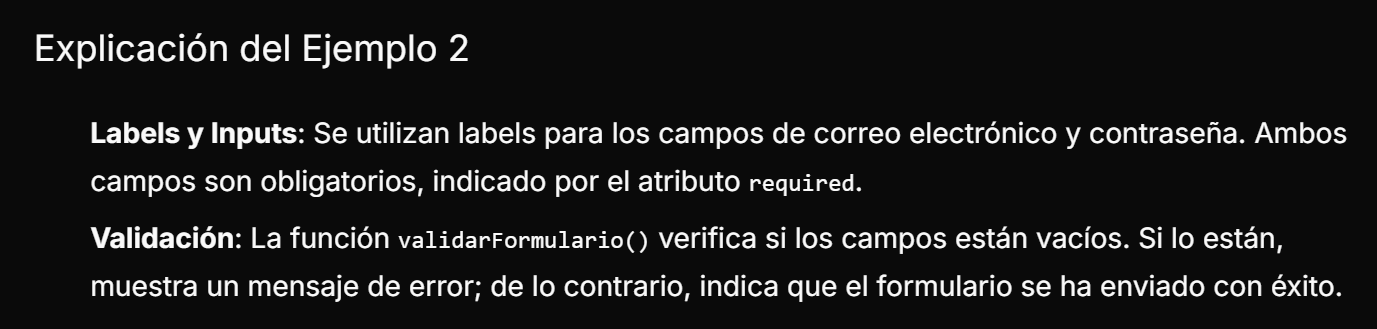 Explicación del Ejemplo 2
Labels y Inputs: Se utilizan labels para los campos de correo electrónico y contraseña. Ambos
campos son obligatorios, indicado por el atributo required.
Validación: La función validarFormulario() verifica si los campos están vacíos. Si lo están,
muestra un mensaje de error; de lo contrario, indica que el formulario se ha enviado con éxito.